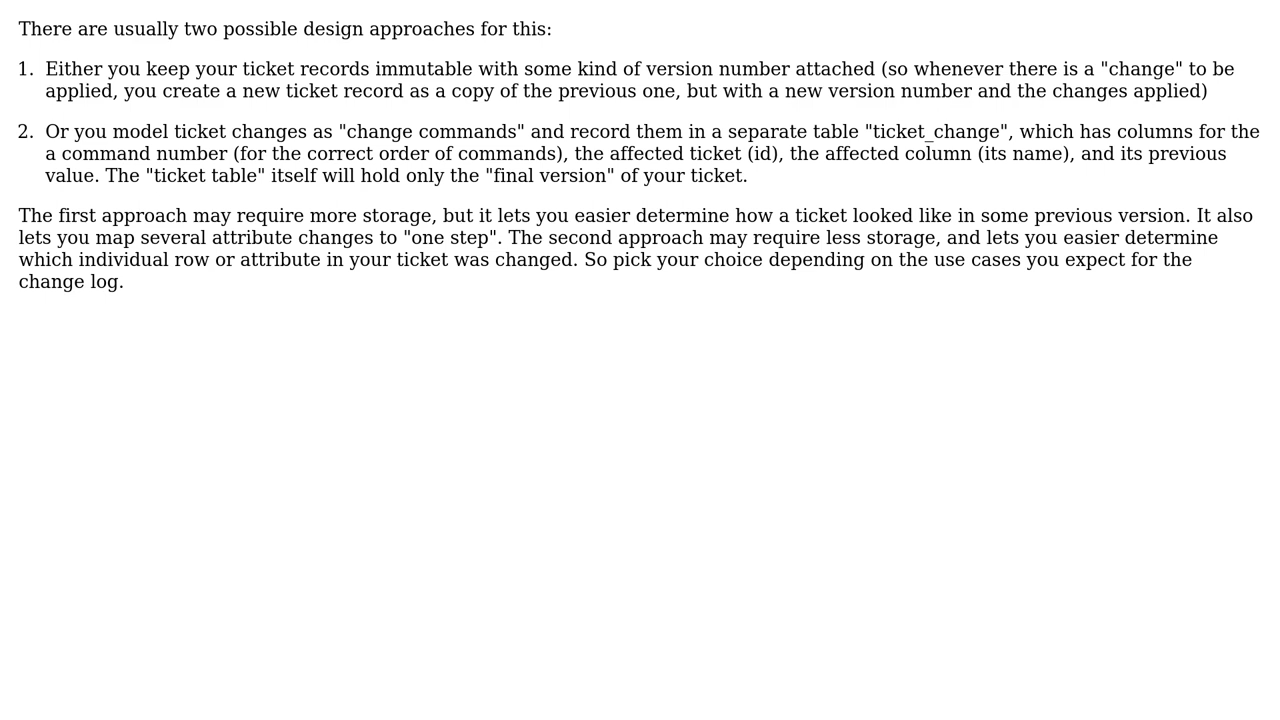 There are usually two possible design approaches for this:
1. Either you keep your ticket records immutable with some kind of version number attached (so whenever there is a "change" to be
applied, you create a new ticket record as a copy of the previous one, but with a new version number and the changes applied)
2. Or you model ticket changes as "change commands" and record them in a separate table "ticket_change", which has columns for the
a command number (for the correct order of commands), the affected ticket (id), the affected column (its name), and its previous
value. The "ticket table" itself will hold only the "final version" of your ticket.
The first approach may require more storage, but it lets you easier determine how a ticket looked like in some previous version. It also
lets you map several attribute changes to "one step". The second approach may require less storage, and lets you easier determine
which individual row or attribute in your ticket was changed. So pick your choice depending on the use cases you expect for the
change log.